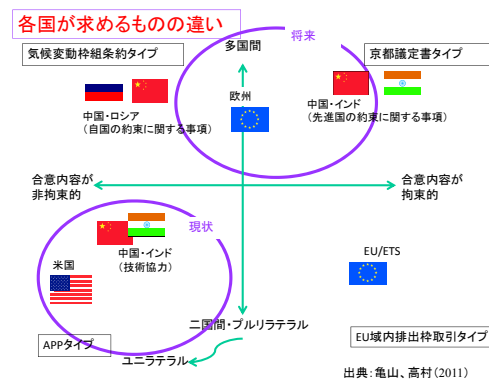 各国が求めるものの違い
将来
多国間
気候変動枠組条約タイプ
京都議定書タイプ
欧州
中国・ロシア
(自国の約束に関する事項)
中国・インド
(先進国の約束に関する事項)
合意内容が
非拘束的
合意内容が
拘束的
現状
中国・インド
(技術協力)
米国
EU/ETS
二国間・プルリラテラル
APPタイプ
ユニラテラル
EU域内排出枠取引タイプ
出典:亀山、高村(2011)